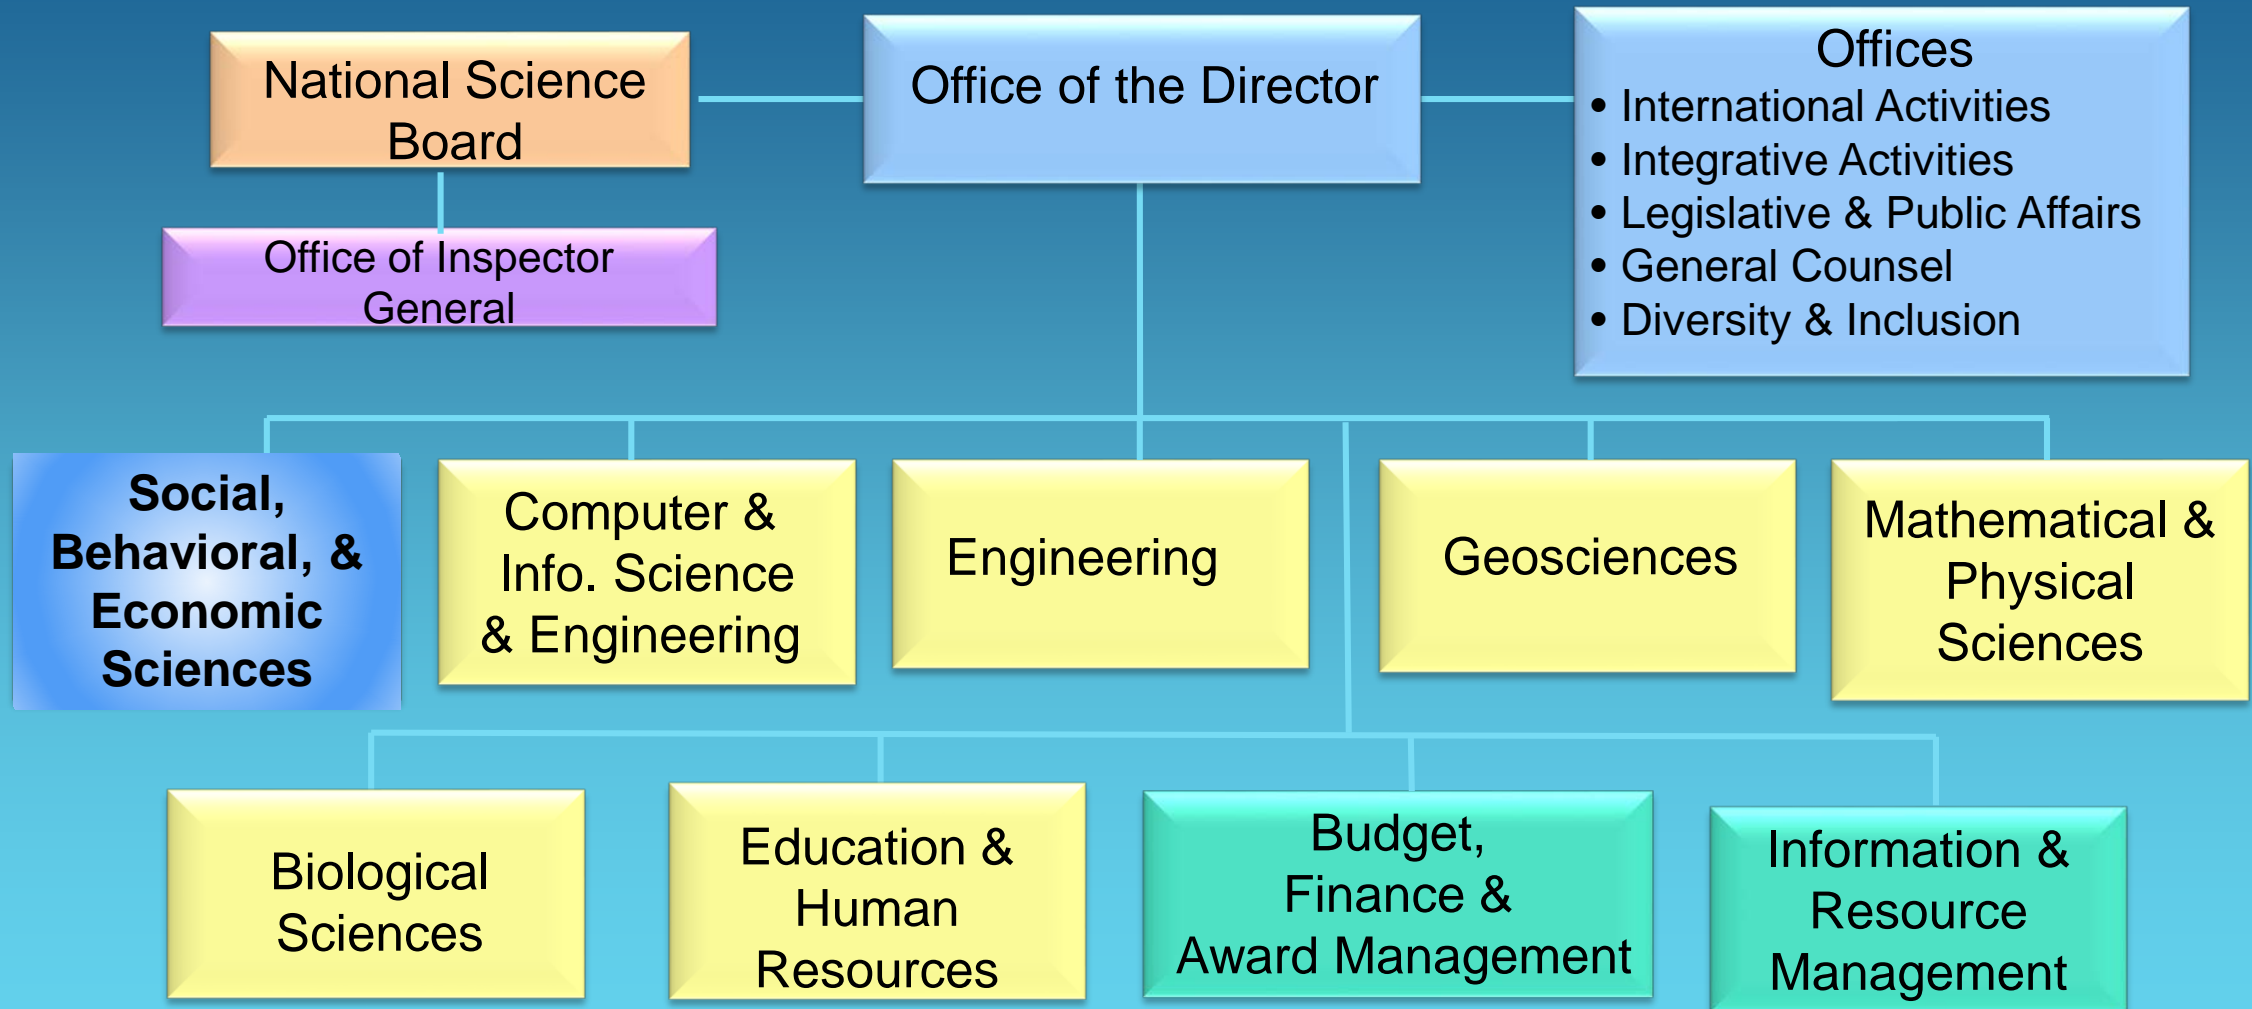 National Science
Board
Office of the Director
Offices
• International Activities
• Integrative Activities
• Legislative & Public Affairs
• General Counsel
• Diversity & Inclusion
Office of Inspector
General
Social,
Behavioral, &
Economic
Sciences
Computer &
Info. Science
& Engineering
Engineering
Geosciences
Mathematical &
Physical
Sciences
Biological
Sciences
Education &
Human
Resources
Budget,
Finance &
Award Management
Information &
Resource
Management